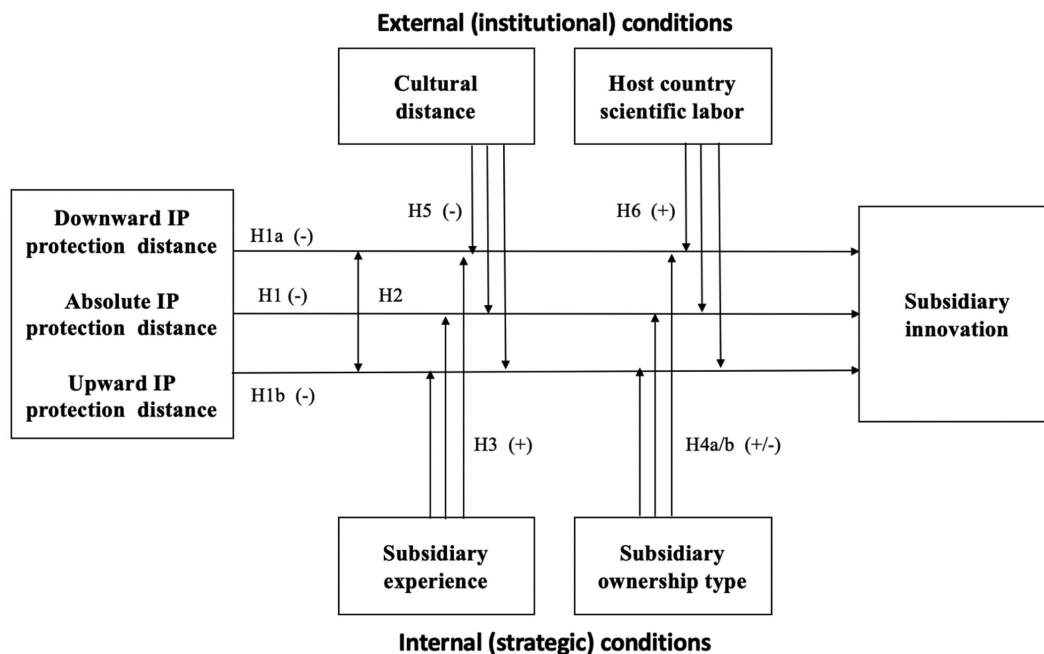 External (institutional) conditions
Cultural
distance
Host country
scientific labor
H5 (-)
H6 (+)
Downward IP
protection distance
H1a (-)
Absolute IP
protection distance
H1 (-)
H2
Upward IP
protection distance
H1b (-)
Subsidiary
innovation
H3 (+)
H4a/b (+/-)
Subsidiary
experience
Subsidiary
ownership type
Internal (strategic) conditions